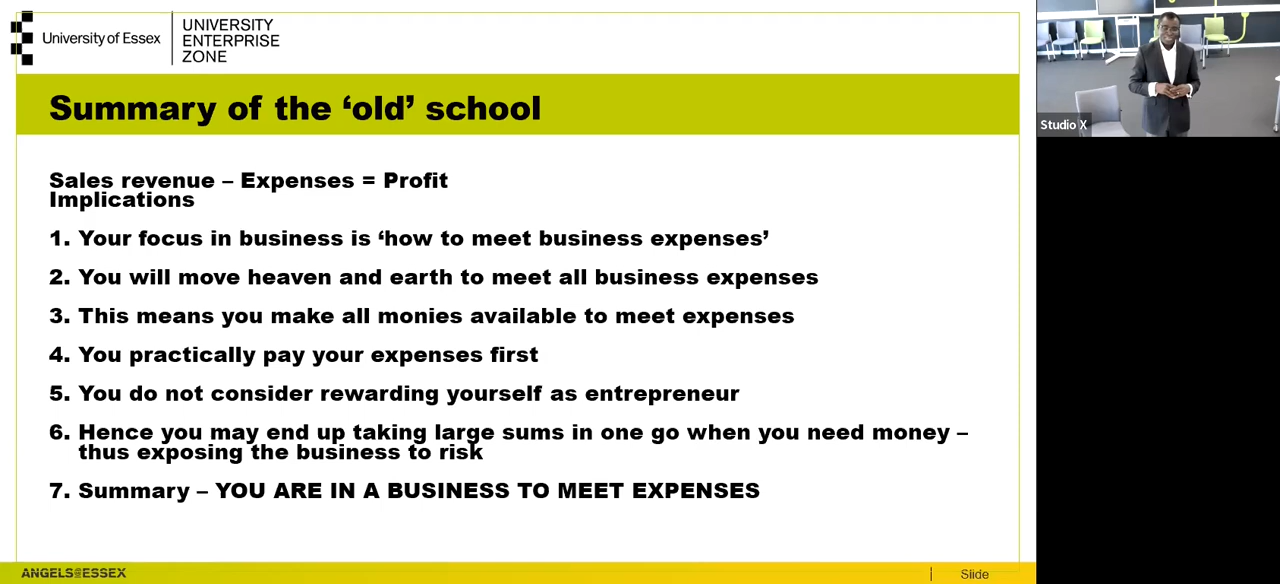 University of Essex
UNIVERSITY
ENTERPRISE
ZONE
Summary of the ‘old’ school
Sales revenue – Expenses = Profit
Implications
1. Your focus in business is ‘how to meet business expenses’
2. You will move heaven and earth to meet all business expenses
3. This means you make all monies available to meet expenses
4. You practically pay your expenses first
5. You do not consider rewarding yourself as entrepreneur
6. Hence you may end up taking large sums in one go when you need money –
thus exposing the business to risk
7. Summary – YOU ARE IN A BUSINESS TO MEET EXPENSES
ANGELS@ESSEX
Slide
Studio X